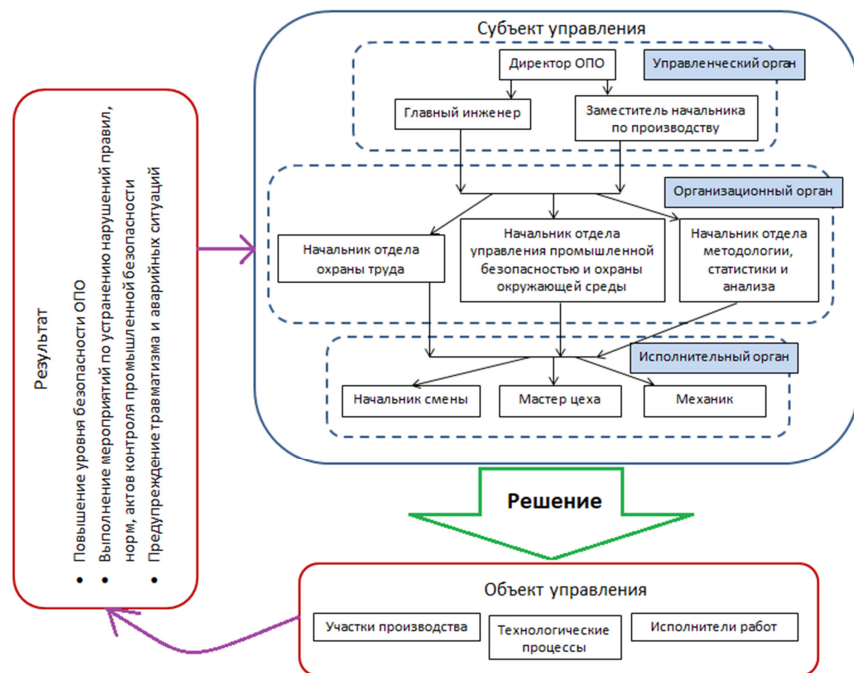 Субъект управления
Директор ОПО
Управленческий орган
Главный инженер
Заместитель начальника
по производству
Организационный орган
Начальник отдела
охраны труда
Начальник отдела
управления промышленной
безопасностью и охраны
окружающей среды
Начальник отдела
методологии,
статистики и
анализа
Исполнительный орган
Начальник смены
Мастер цеха
Механик
Решение
Объект управления
Участки производства
Технологические
процессы
Исполнители работ
Результат
• Повышение уровня безопасности ОПО
• Выполнение мероприятий по устранению нарушений правил,
норм, актов контроля промышленной безопасности
• Предупреждение травматизма и аварийных ситуаций